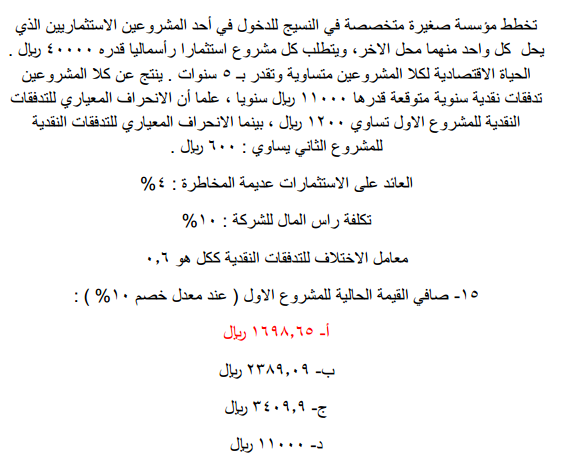 تخطط مؤسسة صغيرة متخصصة في النسيج للدخول في أحد المشروعين الاستثماريين الذي
يحل كل واحد منهما محل الاخر، ويتطلب كل مشروع استثمارا رأسماليا قدره ٤٠٠٠٠ ريال .
الحياة الاقتصادية لكلا المشروعين متساوية وتقدر بـ ٥ سنوات . ينتج عن كلا المشروعين
تدفقات نقدية سنوية متوقعة قدرها ١١٠٠٠ ريال سنويا ، علما أن الانحراف المعياري للتدفقات
النقدية للمشروع الاول تساوي ١٢٠٠ ريال ، بينما الانحراف المعياري للتدفقات النقدية
للمشروع الثاني يساوي : ٦٠٠ ريال .
العائد على الاستثمارات عديمة المخاطرة : ٤%
تكلفة راس المال للشركة : ١٠%
معامل الاختلاف للتدفقات النقدية ككل هو ٠,٦
١٥- صافي القيمة الحالية للمشروع الاول ( عند معدل خصم ١٠% ) :
أ- ١٦٩٨,٦٥ ريال
ب- ٢٣٨٩,٠٩ ريال
ج- ٣٤٠٩,٩ ريال
د- ١١٠٠٠ ريال